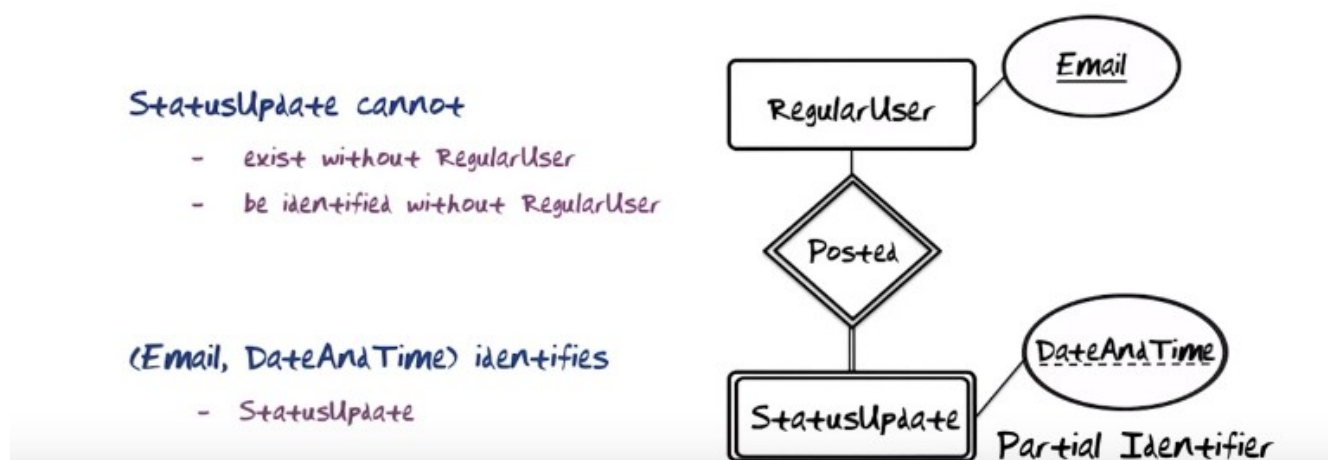 StatusUpdate cannot
- exist without RegularUser
- be identified without RegularUser
(Email, DateAndTime) identifies
- StatusUpdate
Email
RegularUser
Posted
DateAndTime
StatusUpdate
Partial Identifier